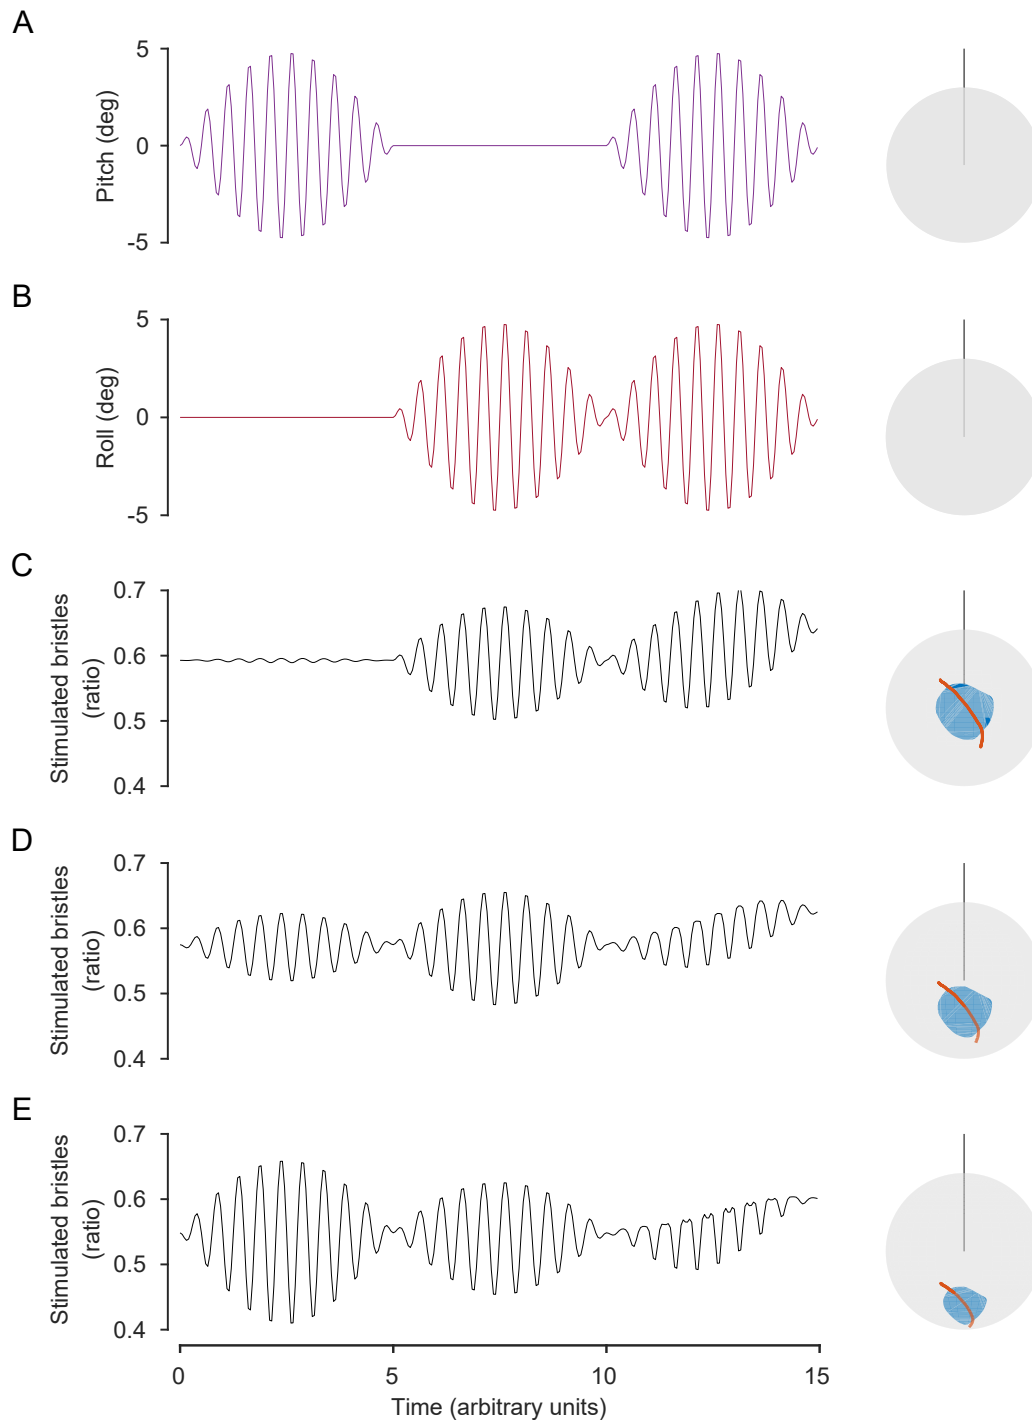 A
5
0
-5
Pitch (deg)
B
5
0
-5
Roll (deg)
C
0.7
0.6
0.5
0.4
Stimulated bristles
(ratio)
D
0.7
0.6
0.5
0.4
Stimulated bristles
(ratio)
E
0.7
0.6
0.5
0.4
Stimulated bristles
(ratio)
0 5 10 15
Time (arbitrary units)